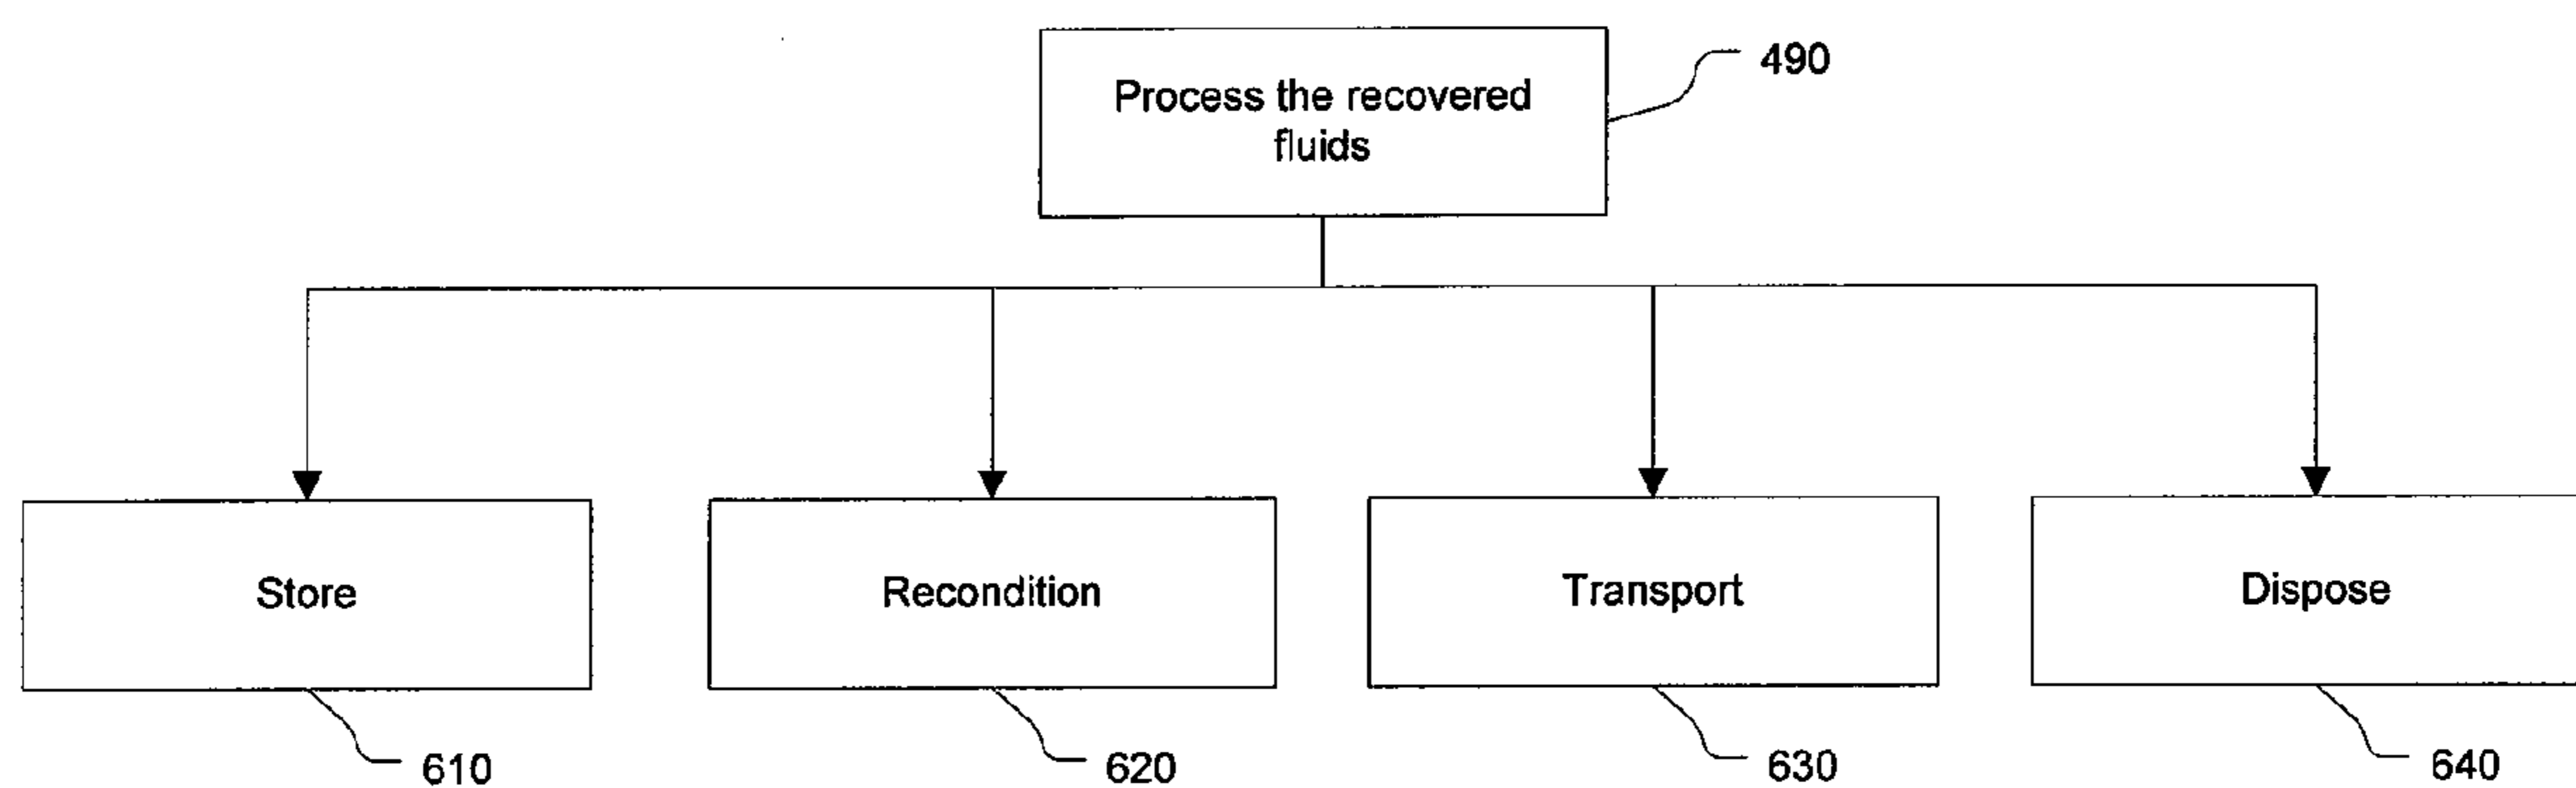 Process the recovered
fluids
490
Store
Recondition
Transport
Dispose
610
620
630
640